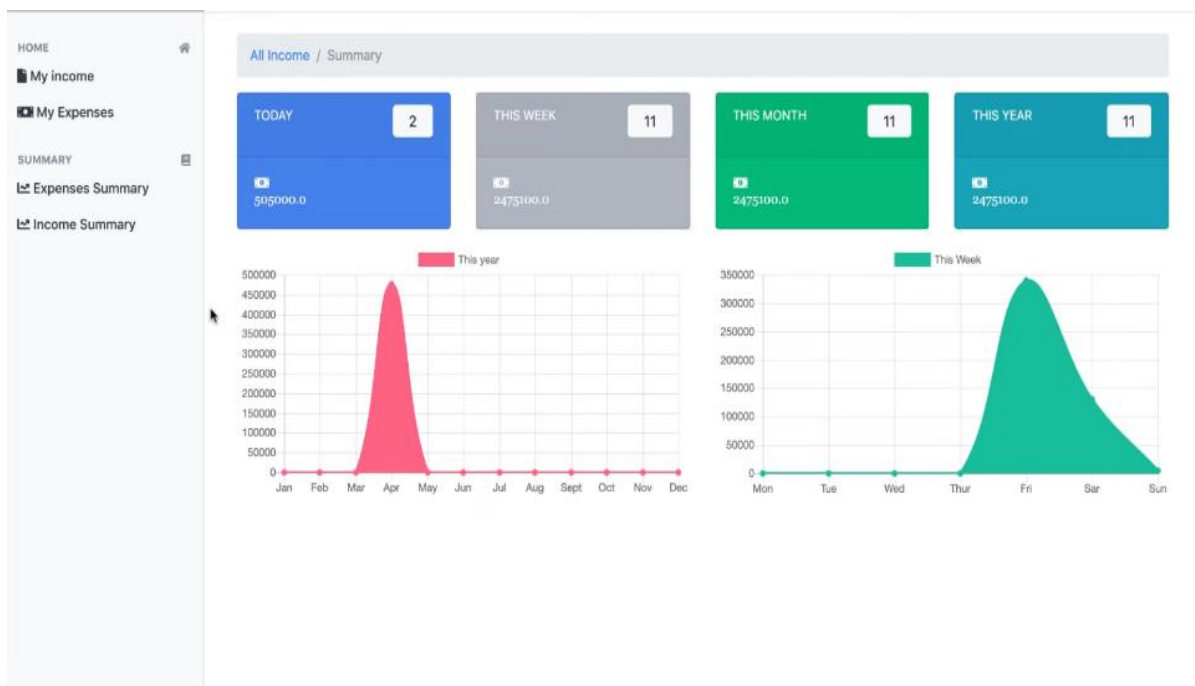 HOME
My income
My Expenses
SUMMARY
Expenses Summary
Income Summary
All Income / Summary
TODAY 2
505000.0
THIS WEEK 11
2475100.0
THIS MONTH 11
2475100.0
THIS YEAR 11
2475100.0
This year
500000
450000
400000
350000
300000
250000
200000
150000
100000
50000
0
Jan Feb Mar Apr May Jun Jul Aug Sept Oct Nov Dec
This Week
350000
300000
250000
200000
150000
100000
50000
0
Mon Tue Wed Thur Fri Sar Sun